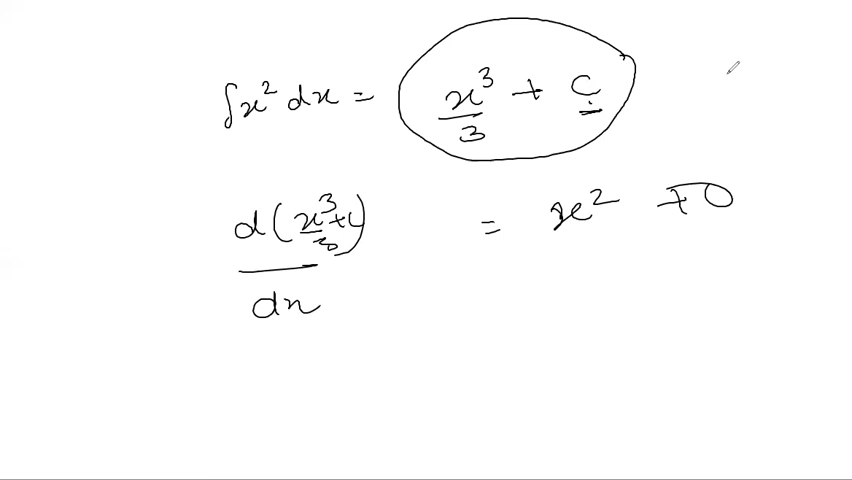 ∫x² dx = x³/3 + C
d(x³/3 + C)/dx = x² + 0